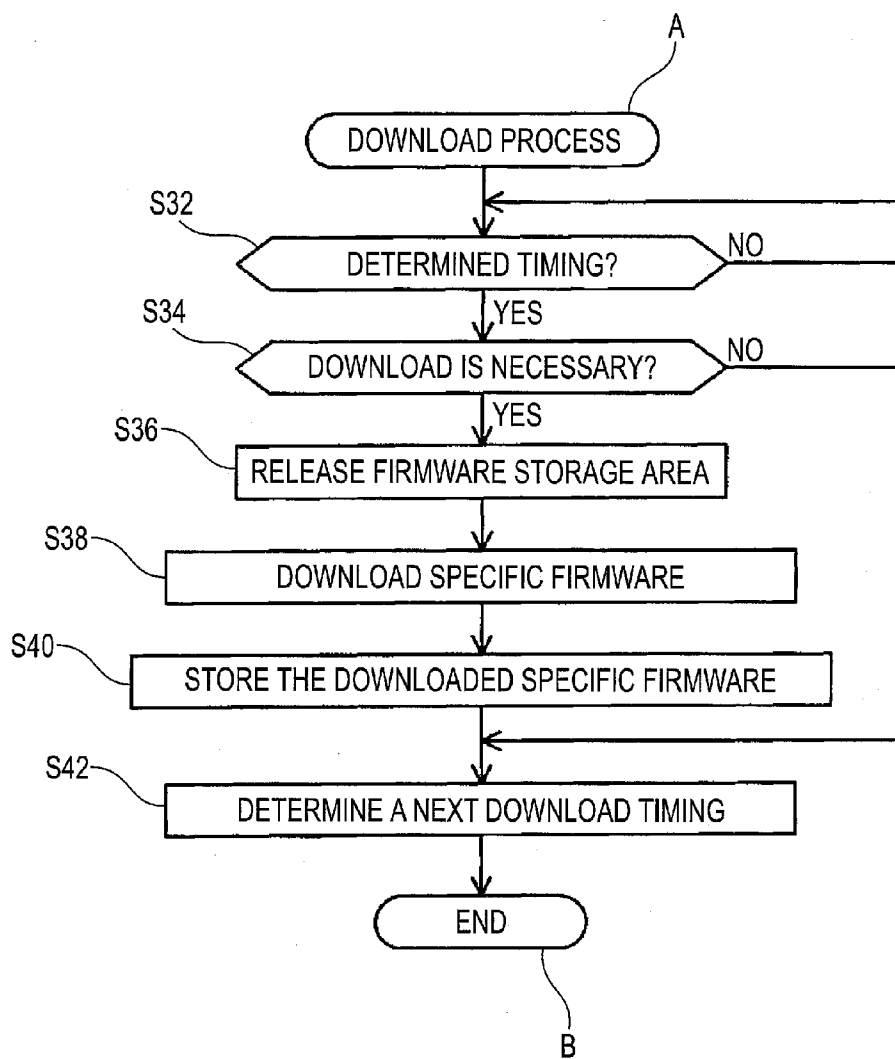 A
DOWNLOAD PROCESS
S32
DETERMINED TIMING?
NO
YES
S34
DOWNLOAD IS NECESSARY?
NO
YES
S36
RELEASE FIRMWARE STORAGE AREA
S38
DOWNLOAD SPECIFIC FIRMWARE
S40
STORE THE DOWNLOADED SPECIFIC FIRMWARE
S42
DETERMINE A NEXT DOWNLOAD TIMING
END
B